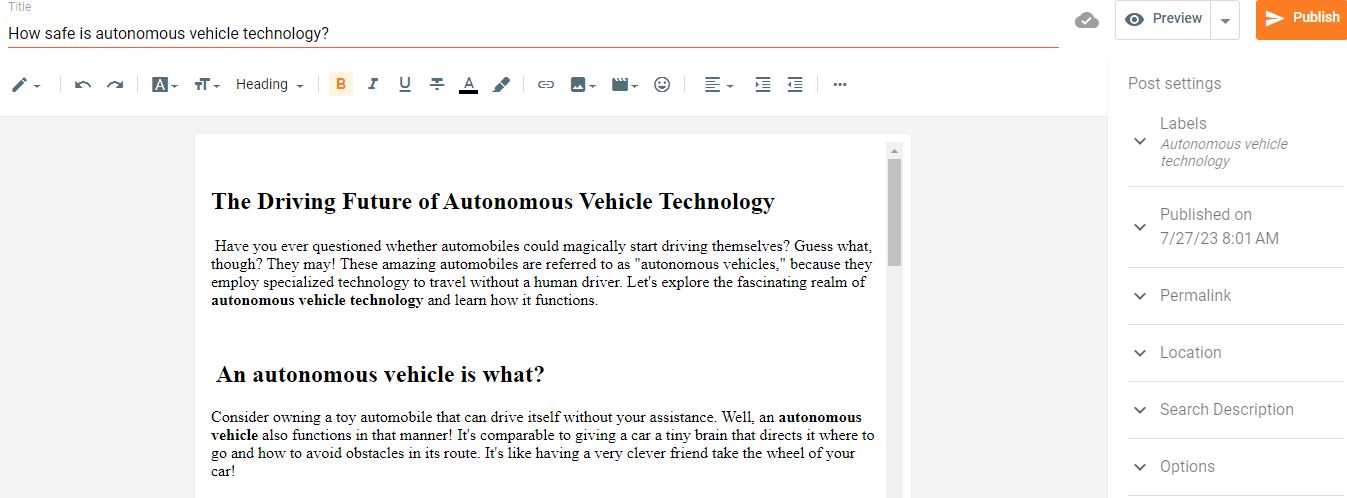 Title
How safe is autonomous vehicle technology?
Preview
Publish
Heading
B I U A
Post settings
Labels
Autonomous vehicle
technology
Published on
7/27/23 8:01 AM
Permalink
Location
Search Description
Options
The Driving Future of Autonomous Vehicle Technology
Have you ever questioned whether automobiles could magically start driving themselves? Guess what,
though? They may! These amazing automobiles are referred to as "autonomous vehicles," because they
employ specialized technology to travel without a human driver. Let's explore the fascinating realm of
autonomous vehicle technology and learn how it functions.
An autonomous vehicle is what?
Consider owning a toy automobile that can drive itself without your assistance. Well, an autonomous
vehicle also functions in that manner! It's comparable to giving a car a tiny brain that directs it where to
go and how to avoid obstacles in its route. It's like having a very clever friend take the wheel of your
car!